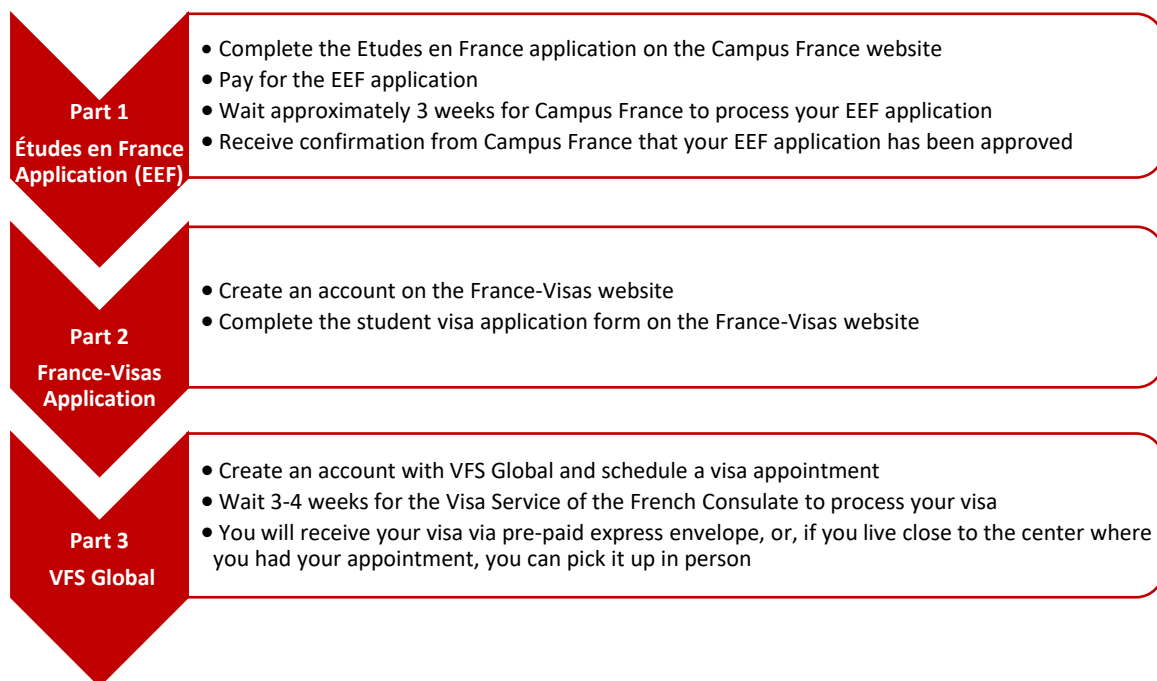 Part 1
Études en France
Application (EEF)
• Complete the Etudes en France application on the Campus France website
• Pay for the EEF application
• Wait approximately 3 weeks for Campus France to process your EEF application
• Receive confirmation from Campus France that your EEF application has been approved
Part 2
France-Visas
Application
• Create an account on the France-Visas website
• Complete the student visa application form on the France-Visas website
Part 3
VFS Global
• Create an account with VFS Global and schedule a visa appointment
• Wait 3-4 weeks for the Visa Service of the French Consulate to process your visa
• You will receive your visa via pre-paid express envelope, or, if you live close to the center where
you had your appointment, you can pick it up in person